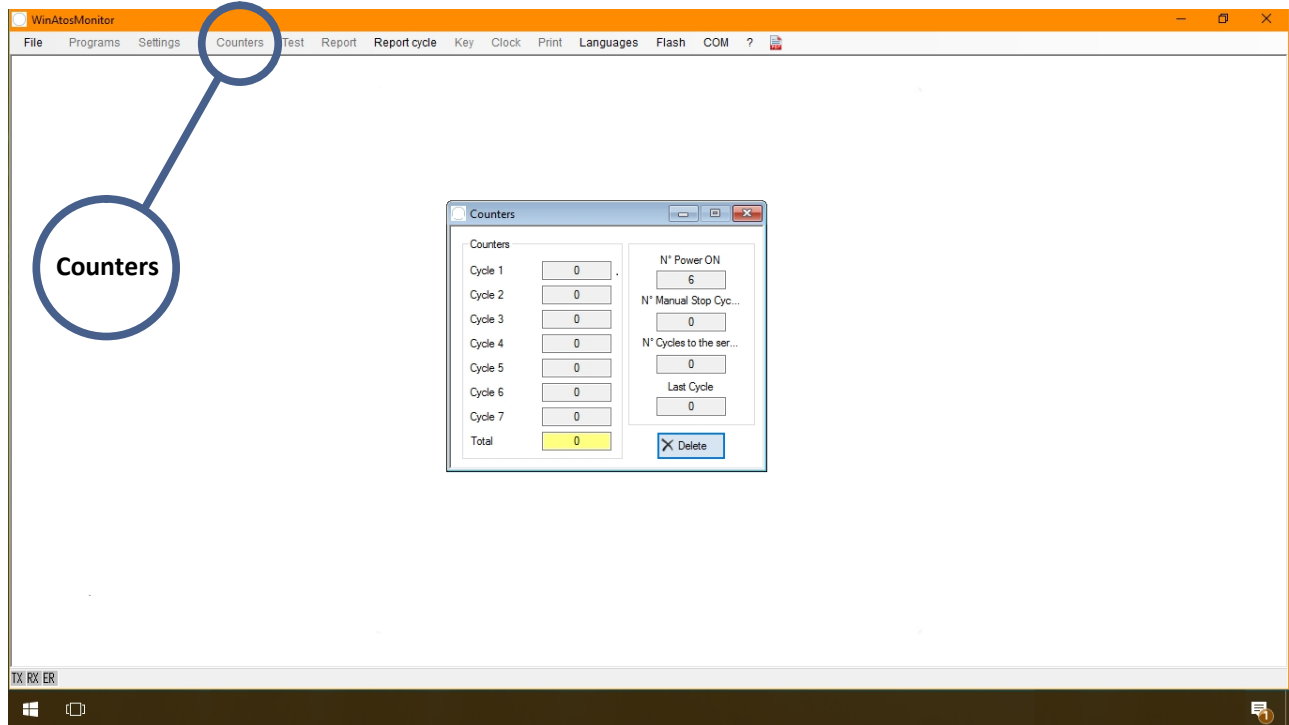 WinAtosMonitor
File Programs Settings Counters Test Report Report cycle Key Clock Print Languages Flash COM ?
Counters
Counters
Counters
Cycle 1 0 .
Cycle 2 0
Cycle 3 0
Cycle 4 0
Cycle 5 0
Cycle 6 0
Cycle 7 0
Total 0
N° Power ON
6
N° Manual Stop Cyc...
0
N° Cycles to the ser...
0
Last Cycle
0
Delete
TX RX ER
1